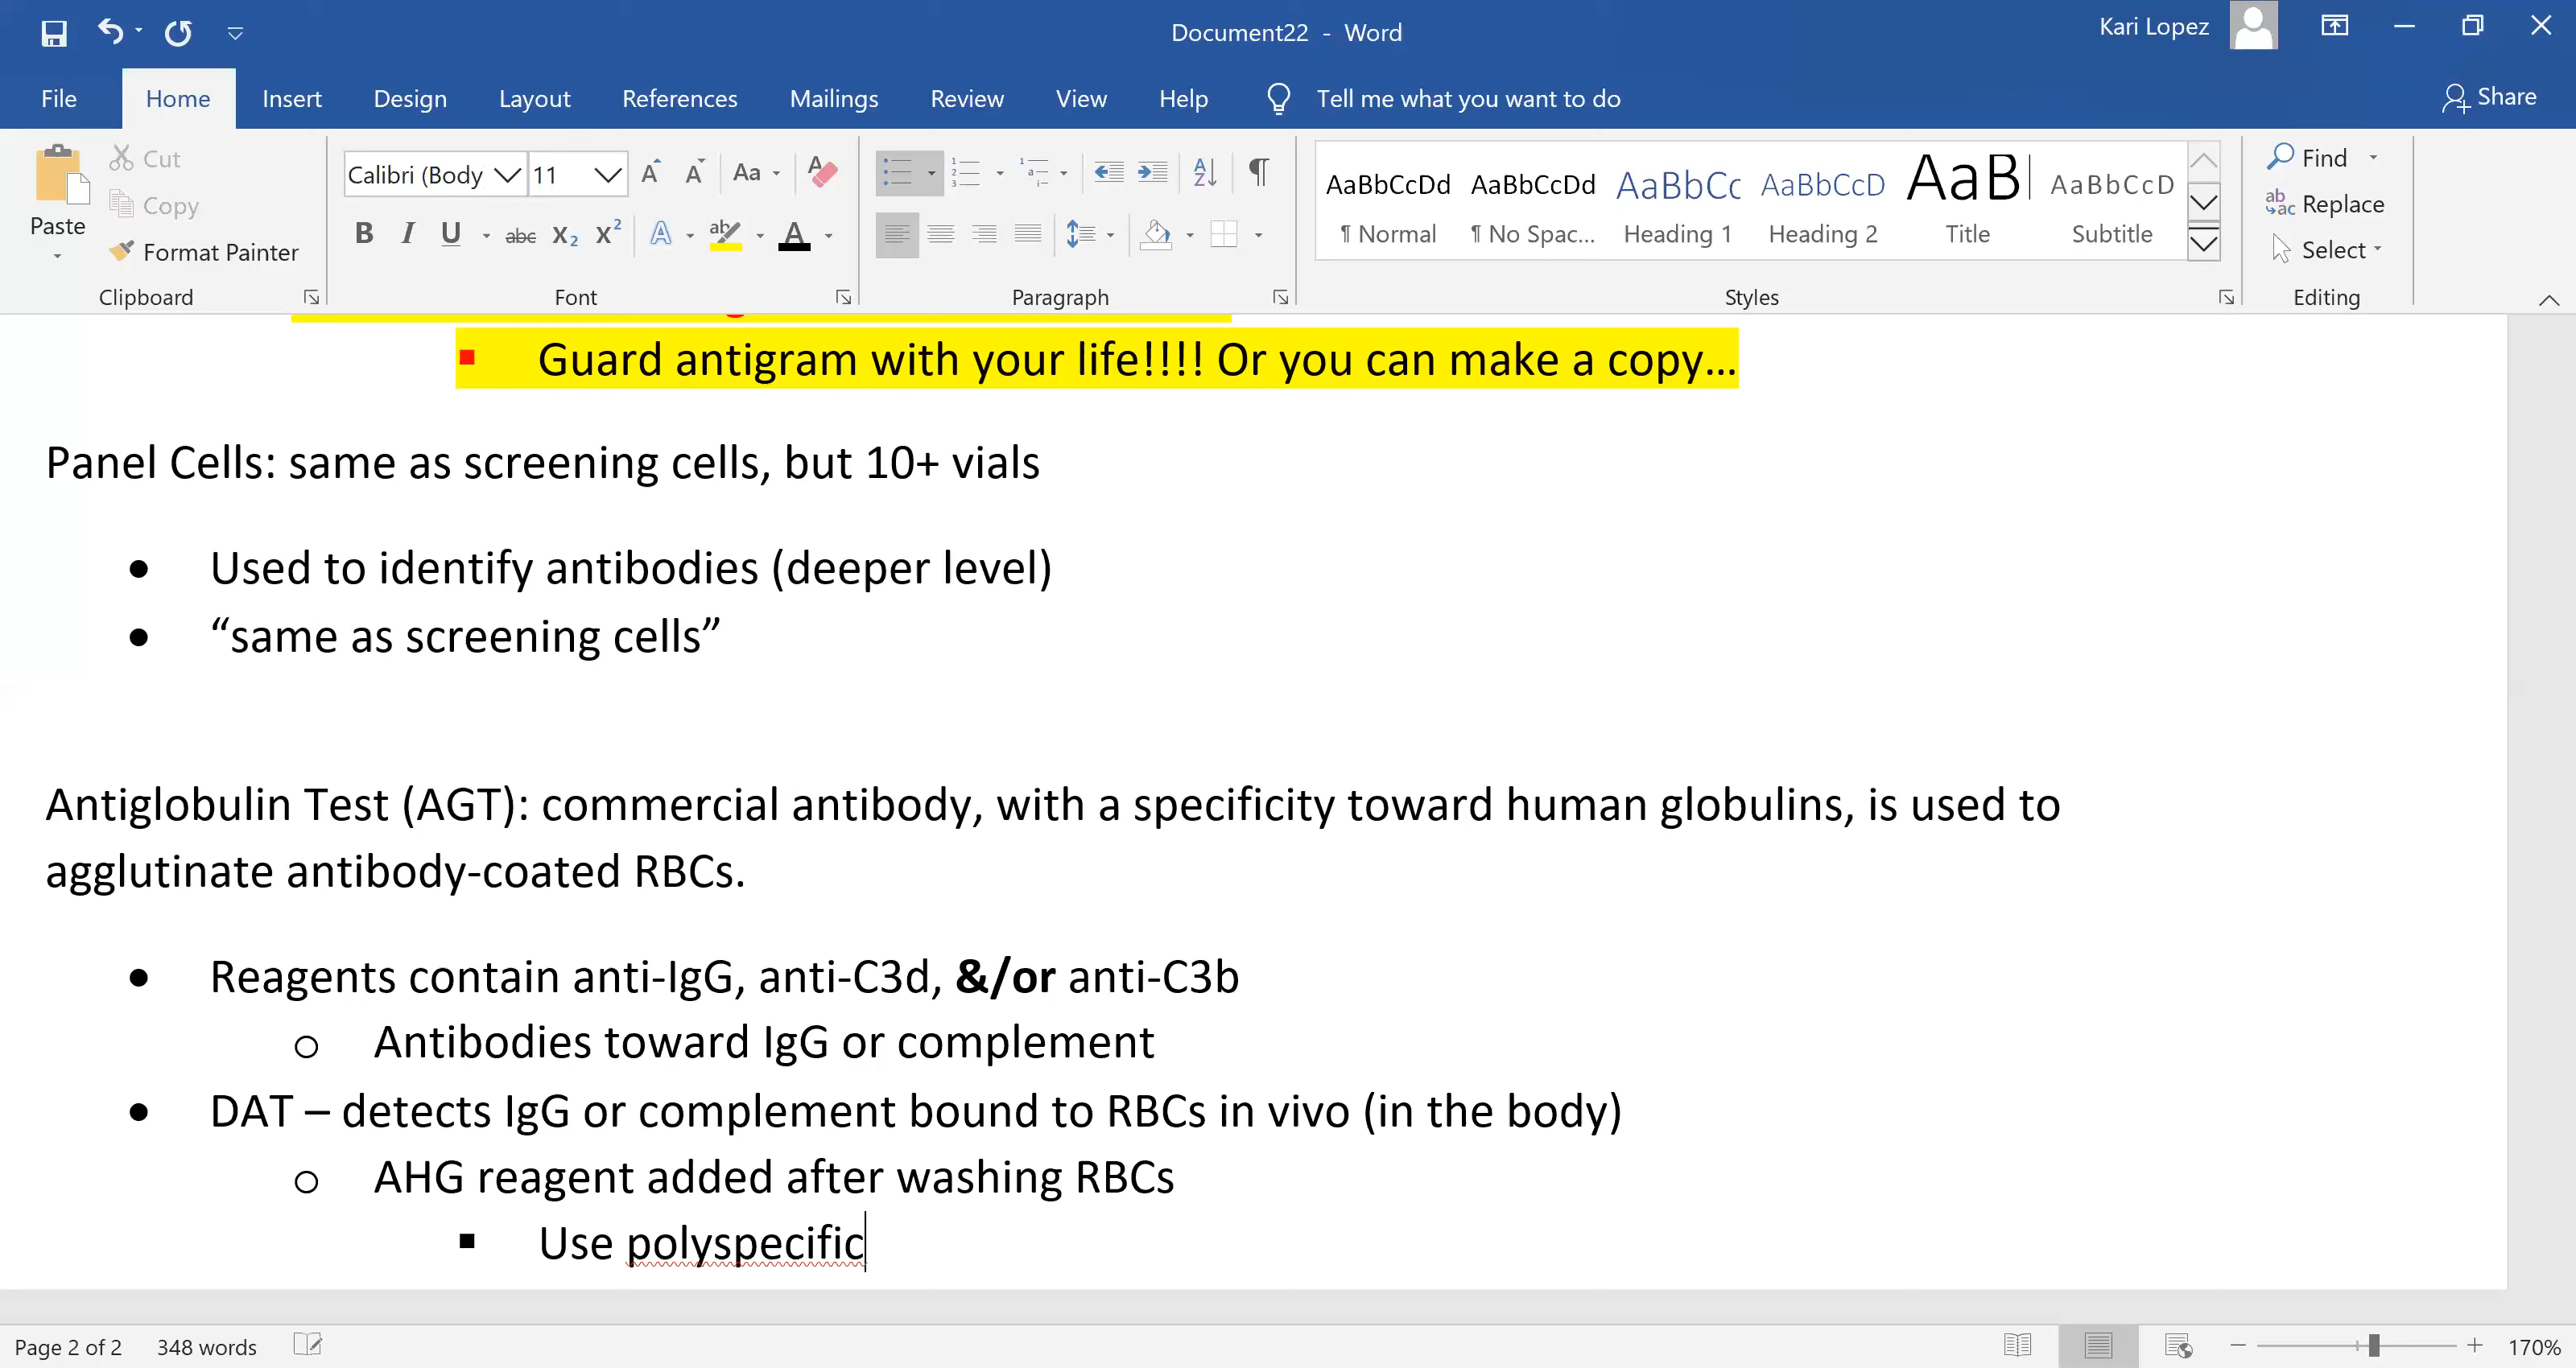 Document22 - Word
Kari Lopez
File Home Insert Design Layout References Mailings Review View Help Tell me what you want to do Share
Paste
Cut
Copy
Format Painter
Clipboard
Calibri (Body 11
Font
Paragraph
AaBbCcDd AaBbCcDd AaBbCc AaBbCcD AaB AaBbCcD
¶ Normal ¶ No Spac... Heading 1 Heading 2 Title Subtitle
Styles
Find
Replace
Select
Editing
Guard antigram with your life!!!! Or you can make a copy...
Panel Cells: same as screening cells, but 10+ vials
Used to identify antibodies (deeper level)
“same as screening cells”
Antiglobulin Test (AGT): commercial antibody, with a specificity toward human globulins, is used to
agglutinate antibody-coated RBCs.
Reagents contain anti-IgG, anti-C3d, &/or anti-C3b
Antibodies toward IgG or complement
DAT – detects IgG or complement bound to RBCs in vivo (in the body)
AHG reagent added after washing RBCs
Use polyspecific
Page 2 of 2 348 words 170%